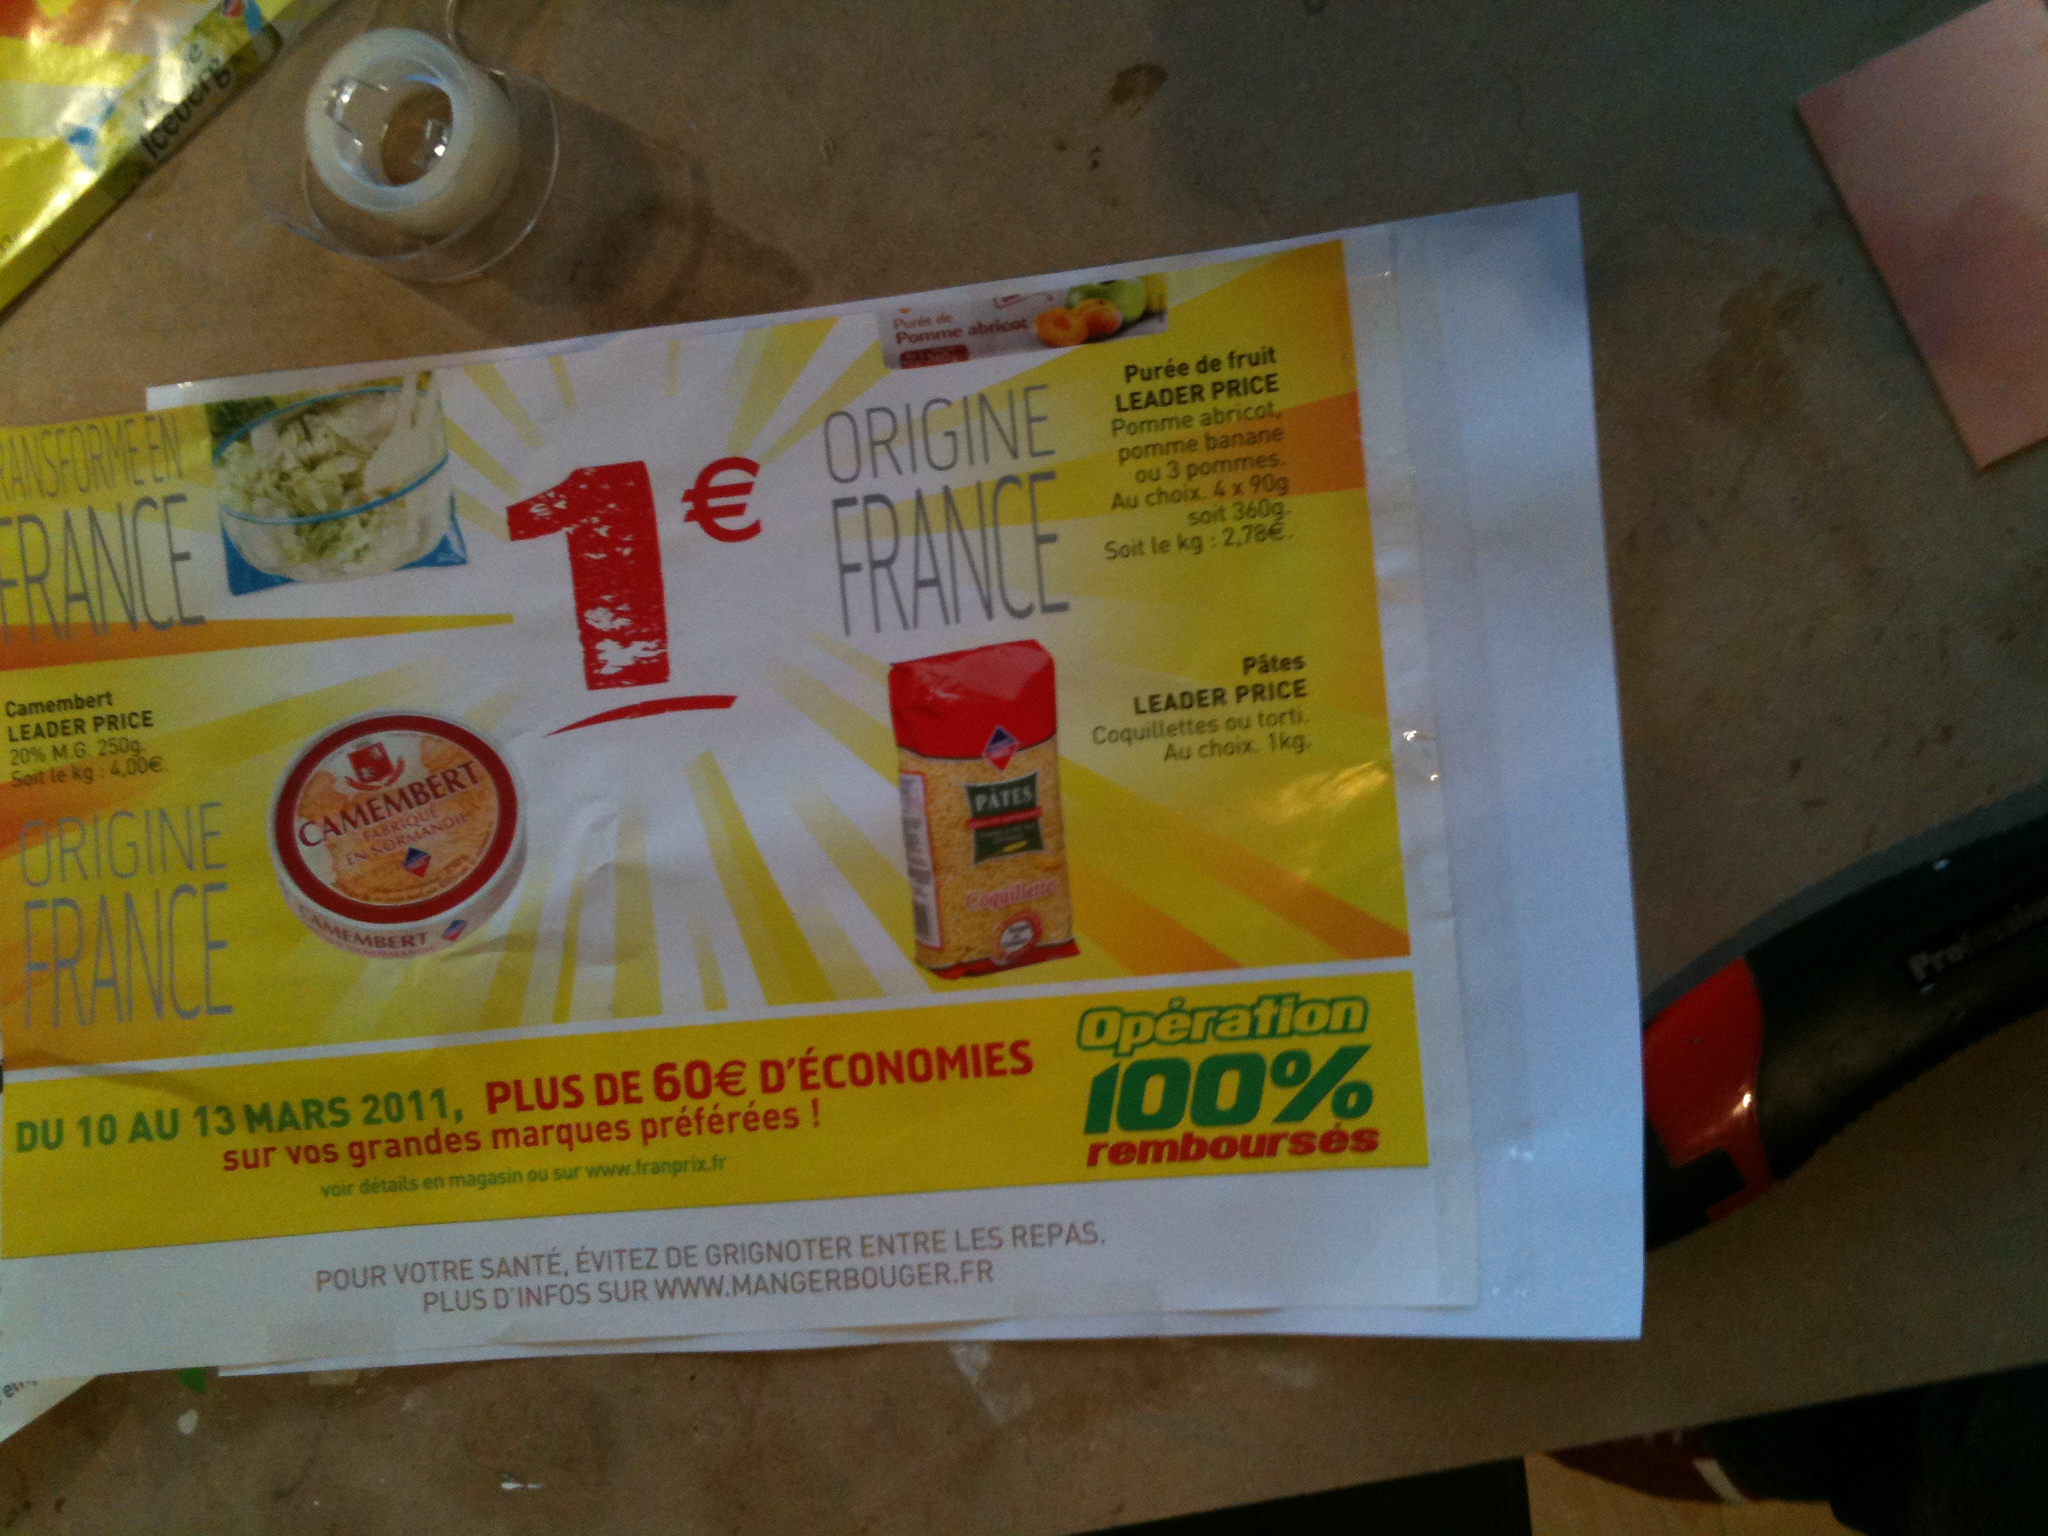 Iceberg
Purée de
Pomme abricot
RANSFORMÉ EN
FRANCE
1€
ORIGINE
FRANCE
Purée de fruit
LEADER PRICE
Pomme abricot,
pomme banane
ou 3 pommes.
Au choix. 4 x 90g
soit 360g.
Soit le kg : 2,78€.
Camembert
LEADER PRICE
20% M.G. 250g.
Soit le kg : 4,00€.
ORIGINE
FRANCE
CAMEMBERT
FABRIQUÉ
EN NORMANDIE
CAMEMBERT
PÂTES
Coquillette
Pâtes
LEADER PRICE
Coquillettes ou torti.
Au choix. 1kg.
DU 10 AU 13 MARS 2011, PLUS DE 60€ D'ÉCONOMIES
sur vos grandes marques préférées !
voir détails en magasin ou sur www.franprix.fr
Opération
100%
remboursés
POUR VOTRE SANTÉ, ÉVITEZ DE GRIGNOTER ENTRE LES REPAS.
PLUS D'INFOS SUR WWW.MANGERBOUGER.FR
Professional